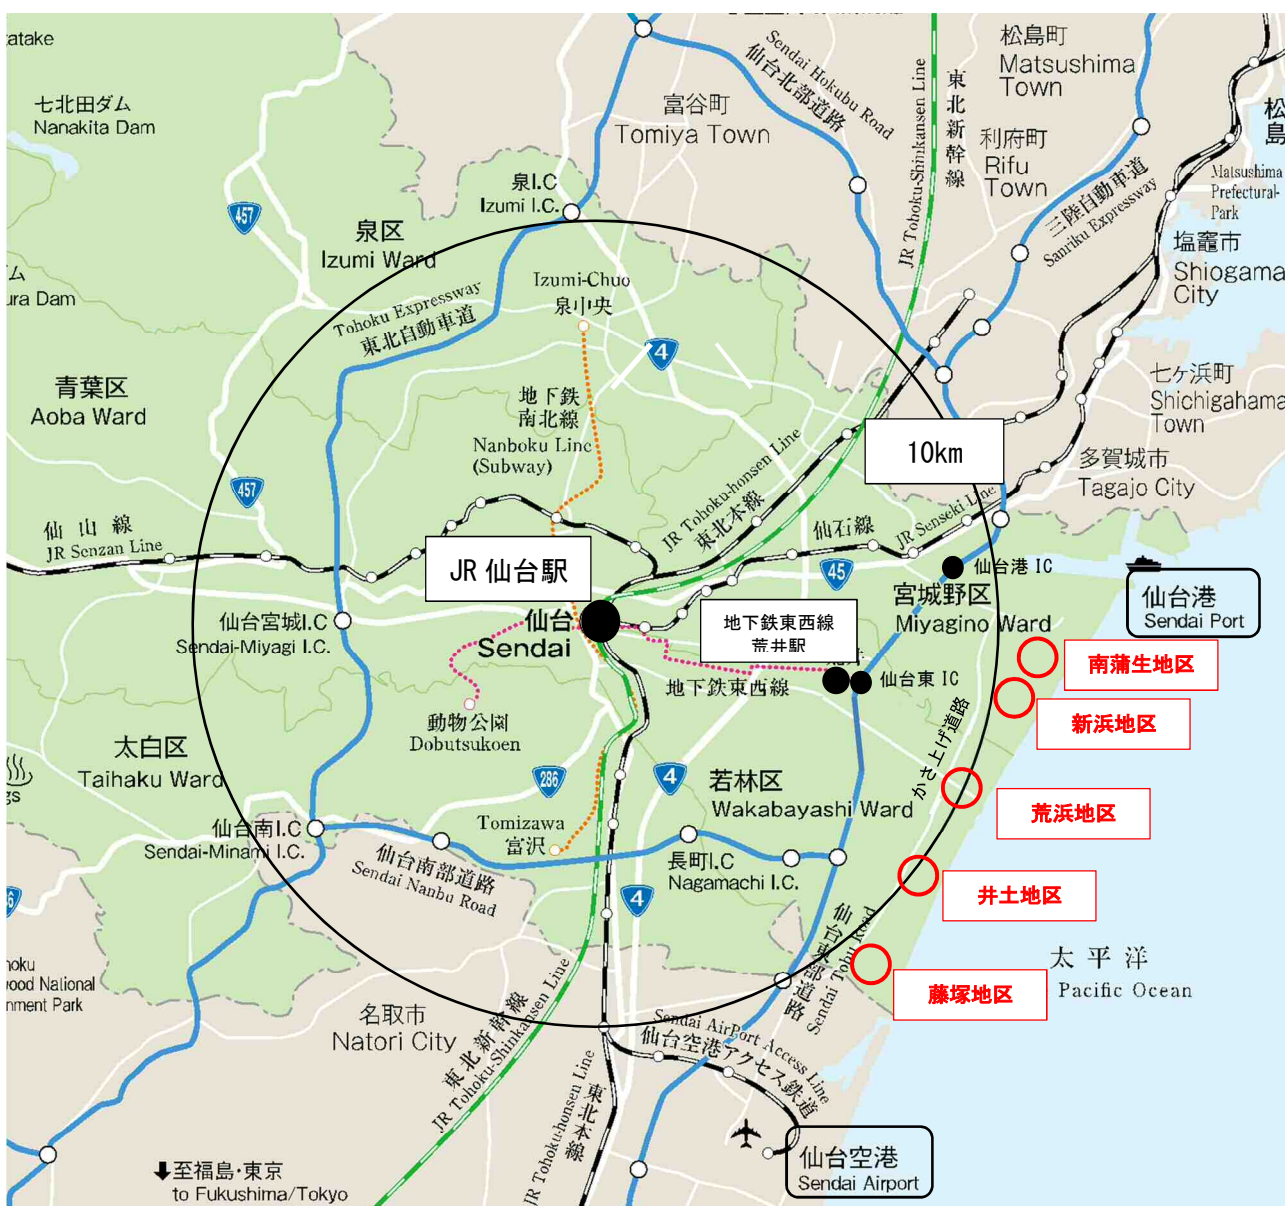 atake
七北田ダム
Nanakita Dam
富谷町
Tomiya Town
仙台北部道路
Sendai Hokubu Road
JR Tohoku-Shinkansen Line
東北新幹線
松島町
Matsushima
Town
利府町
Rifu
Town
三陸自動車道
Sanriku Expressway
松島
Matsushima
Prefectural-
Park
塩竈市
Shiogama
City
泉I.C
Izumi I.C.
457
泉区
Izumi Ward
ム
ura Dam
Tohoku Expressway
東北自動車道
Izumi-Chuo
泉中央
4
青葉区
Aoba Ward
地下鉄
南北線
Nanboku Line
(Subway)
七ヶ浜町
Shichigahama
Town
10km
多賀城市
Tagajo City
457
仙山線
JR Senzan Line
JR Tohoku-honsen Line
東北本線
仙石線
JR Senseki Line
JR 仙台駅
45
仙台港 IC
仙台港
Sendai Port
宮城野区
Miyagino Ward
仙台宮城I.C
Sendai-Miyagi I.C.
仙台
Sendai
地下鉄東西線
荒井駅
地下鉄東西線
仙台東 IC
南蒲生地区
新浜地区
動物公園
Dobutsukoen
太白区
Taihaku Ward
gs
286
4
若林区
Wakabayashi Ward
かさ上げ道路
荒浜地区
仙台南I.C
Sendai-Minami I.C.
Tomizawa
富沢
仙台南部道路
Sendai Nanbu Road
長町I.C
Nagamachi I.C.
4
井土地区
仙台東部道路
Sendai Tobu Road
藤塚地区
太平洋
Pacific Ocean
noku
wood National
nment Park
名取市
Natori City
東北新幹線
JR Tohoku-Shinkansen Line
Sendai AirPort Access Line
仙台空港アクセス鉄道
JR Tohoku-honsen Line
東北本線
仙台空港
Sendai Airport
⬇至福島・東京
to Fukushima/Tokyo